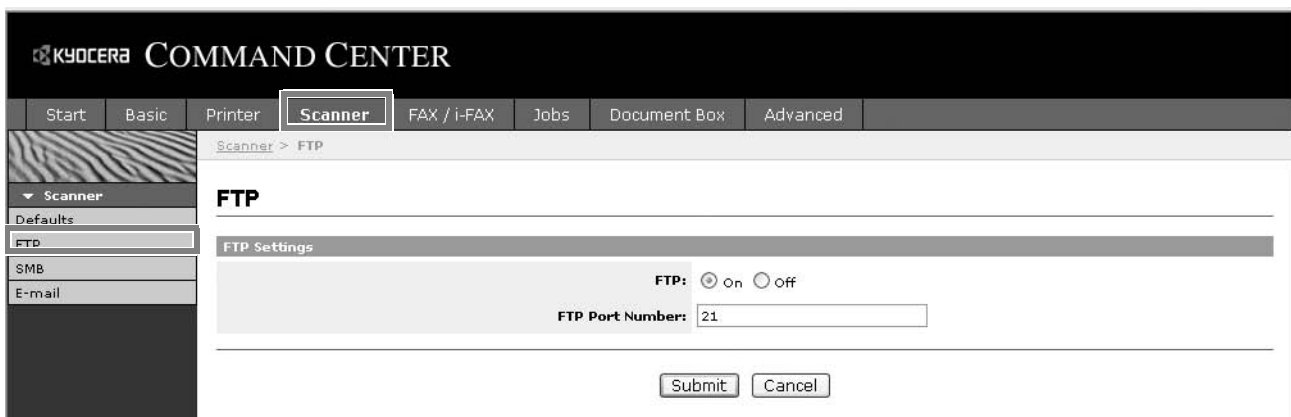 KYOCERA COMMAND CENTER
Start Basic Printer Scanner FAX / i-FAX Jobs Document Box Advanced
Scanner > FTP
Scanner
Defaults
FTP
SMB
E-mail
FTP
FTP Settings
FTP: On Off
FTP Port Number: 21
Submit Cancel